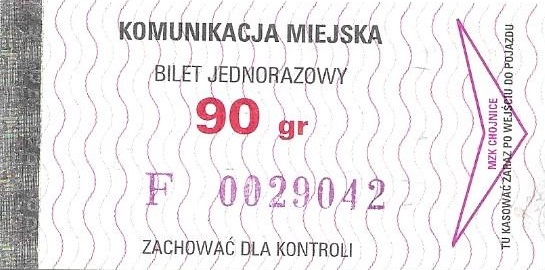 KOMUNIKACJA MIEJSKA
BILET JEDNORAZOWY
90 gr
F 0029042
ZACHOWAĆ DLA KONTROLI
MZK CHOJNICE
TU KASOWAĆ ZARAZ PO WEJŚCIU DO POJAZDU